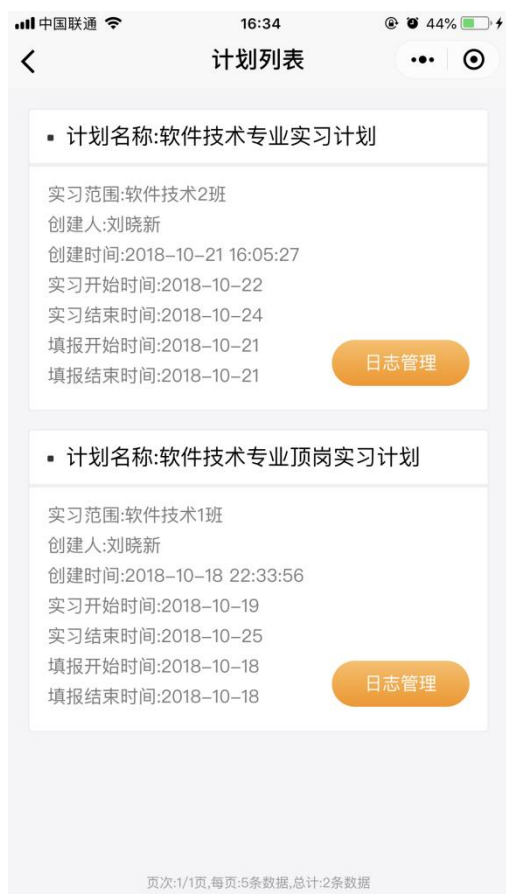 中国联通 16:34 44%
计划列表
计划名称:软件技术专业实习计划
实习范围:软件技术2班
创建人:刘晓新
创建时间:2018-10-21 16:05:27
实习开始时间:2018-10-22
实习结束时间:2018-10-24
填报开始时间:2018-10-21
填报结束时间:2018-10-21
日志管理
计划名称:软件技术专业顶岗实习计划
实习范围:软件技术1班
创建人:刘晓新
创建时间:2018-10-18 22:33:56
实习开始时间:2018-10-19
实习结束时间:2018-10-25
填报开始时间:2018-10-18
填报结束时间:2018-10-18
日志管理
页次:1/1页,每页:5条数据,总计:2条数据